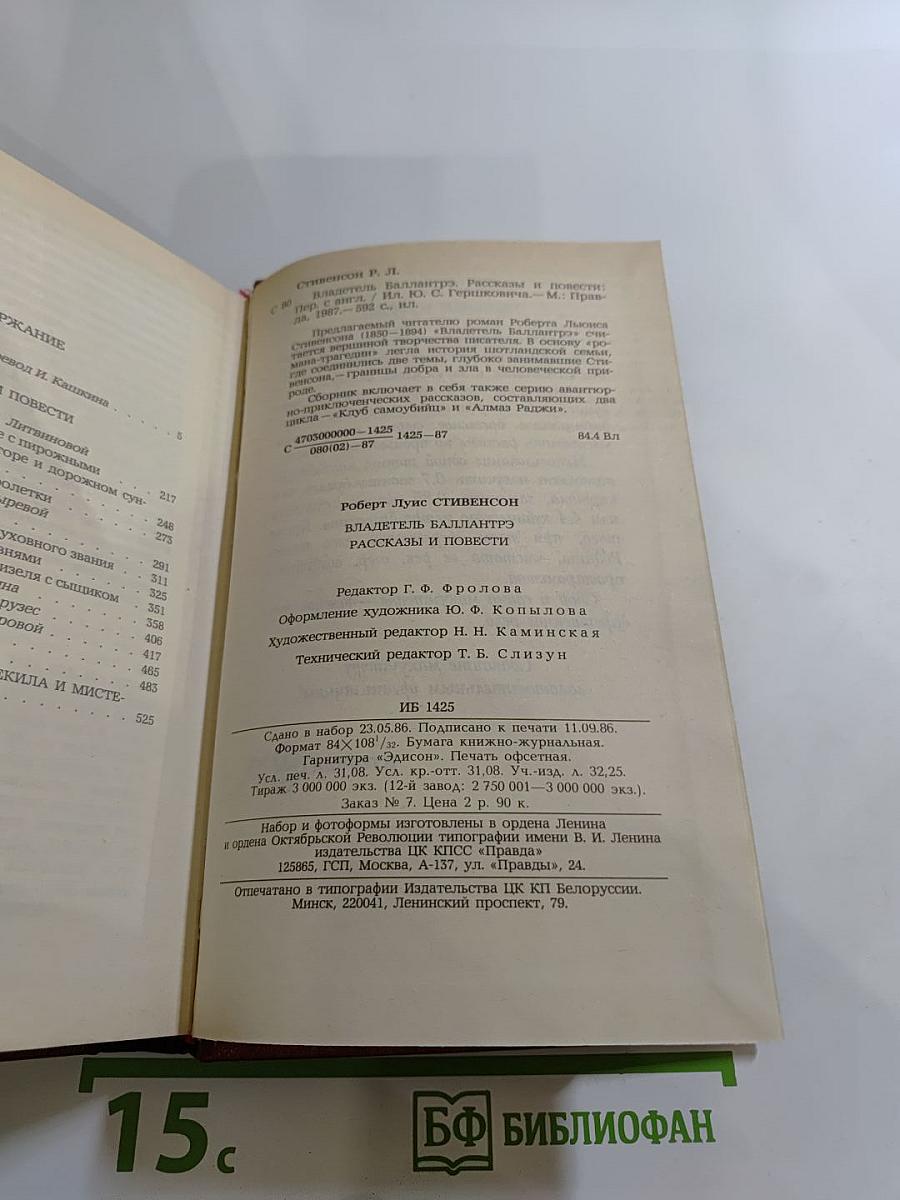 РЖАНИЕ
ревод И. Кашкина . . 5
И ПОВЕСТИ
Литвиновой
е с пирожными . . 217
торе и дорожном сун-
. . . 248
ролетки . . . 273
ыревой
уховного звания . . 291
внями . . . 311
изеля с сыщиком . . 325
на . . . 351
рузес . . . 358
ровой . . . 406
. . . 417
. . . 465
. . . 483
ЕКИЛА И МИСТЕ-
. . . 525
Стивенсон Р. Л.
С 80 Владетель Баллантрэ. Рассказы и повести:
Пер. с англ. / Ил. Ю. С. Гершковича.— М.: Прав-
да, 1987.— 592 с., ил.
Предлагаемый читателю роман Роберта Льюиса
Стивенсона (1850—1894) «Владетель Баллантрэ» счи-
тается вершиной творчества писателя. В основу «ро-
мана-трагедии» легла история шотландской семьи,
где соединились две темы, глубоко занимавшие Сти-
венсона,— границы добра и зла в человеческой при-
роде.
Сборник включает в себя также серию авантюр-
но-приключенческих рассказов, составляющих два
цикла — «Клуб самоубийц» и «Алмаз Раджи».
С 4703000000—1425 / 080(02)—87 1425—87 84.4 Вл
Роберт Луис СТИВЕНСОН
ВЛАДЕТЕЛЬ БАЛЛАНТРЭ
РАССКАЗЫ И ПОВЕСТИ
Редактор Г. Ф. Фролова
Оформление художника Ю. Ф. Копылова
Художественный редактор Н. Н. Каминская
Технический редактор Т. Б. Слизун
ИБ 1425
Сдано в набор 23.05.86. Подписано к печати 11.09.86.
Формат 84×108¹/₃₂. Бумага книжно-журнальная.
Гарнитура «Эдисон». Печать офсетная.
Усл. печ. л. 31,08. Усл. кр.-отт. 31,08. Уч.-изд. л. 32,25.
Тираж 3 000 000 экз. (12-й завод: 2 750 001—3 000 000 экз.).
Заказ № 7. Цена 2 р. 90 к.
Набор и фотоформы изготовлены в ордена Ленина
и ордена Октябрьской Революции типографии имени В. И. Ленина
издательства ЦК КПСС «Правда»
125865, ГСП, Москва, А-137, ул. «Правды», 24.
Отпечатано в типографии Издательства ЦК КП Белоруссии.
Минск, 220041, Ленинский проспект, 79.
15 с
БФ БИБЛИОФАН